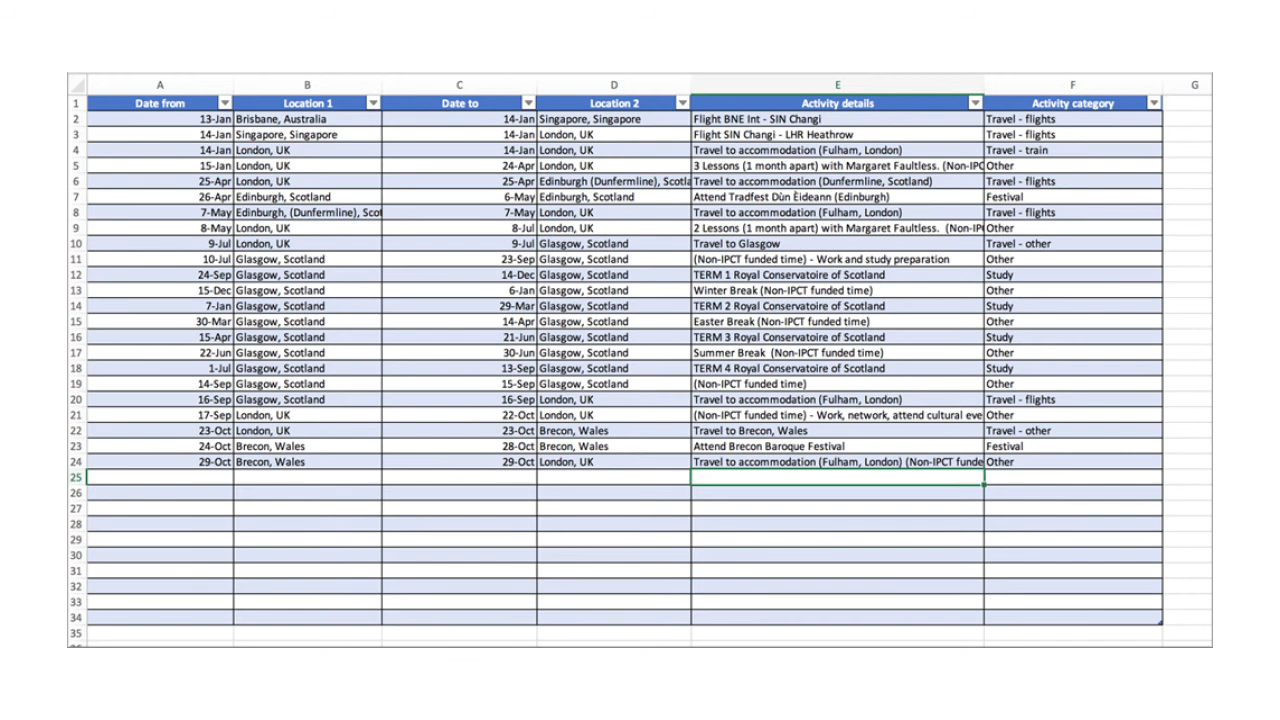 A B C D E F G
1 Date from Location 1 Date to Location 2 Activity details Activity category
2 13-Jan Brisbane, Australia 14-Jan Singapore, Singapore Flight BNE Int - SIN Changi Travel - flights
3 14-Jan Singapore, Singapore 14-Jan London, UK Flight SIN Changi - LHR Heathrow Travel - flights
4 14-Jan London, UK 14-Jan London, UK Travel to accommodation (Fulham, London) Travel - train
5 15-Jan London, UK 24-Apr London, UK 3 Lessons (1 month apart) with Margaret Faultless. (Non-IPC Other
6 25-Apr London, UK 25-Apr Edinburgh (Dunfermline), Scotla Travel to accommodation (Dunfermline, Scotland) Travel - flights
7 26-Apr Edinburgh, Scotland 6-May Edinburgh, Scotland Attend Tradfest Dùn Èideann (Edinburgh) Festival
8 7-May Edinburgh, (Dunfermline), Scot 7-May London, UK Travel to accommodation (Fulham, London) Travel - flights
9 8-May London, UK 8-Jul London, UK 2 Lessons (1 month apart) with Margaret Faultless. (Non-IP Other
10 9-Jul London, UK 9-Jul Glasgow, Scotland Travel to Glasgow Travel - other
11 10-Jul Glasgow, Scotland 23-Sep Glasgow, Scotland (Non-IPCT funded time) - Work and study preparation Other
12 24-Sep Glasgow, Scotland 14-Dec Glasgow, Scotland TERM 1 Royal Conservatoire of Scotland Study
13 15-Dec Glasgow, Scotland 6-Jan Glasgow, Scotland Winter Break (Non-IPCT funded time) Other
14 7-Jan Glasgow, Scotland 29-Mar Glasgow, Scotland TERM 2 Royal Conservatoire of Scotland Study
15 30-Mar Glasgow, Scotland 14-Apr Glasgow, Scotland Easter Break (Non-IPCT funded time) Other
16 15-Apr Glasgow, Scotland 21-Jun Glasgow, Scotland TERM 3 Royal Conservatoire of Scotland Study
17 22-Jun Glasgow, Scotland 30-Jun Glasgow, Scotland Summer Break (Non-IPCT funded time) Other
18 1-Jul Glasgow, Scotland 13-Sep Glasgow, Scotland TERM 4 Royal Conservatoire of Scotland Study
19 14-Sep Glasgow, Scotland 15-Sep Glasgow, Scotland (Non-IPCT funded time) Other
20 16-Sep Glasgow, Scotland 16-Sep London, UK Travel to accommodation (Fulham, London) Travel - flights
21 17-Sep London, UK 22-Oct London, UK (Non-IPCT funded time) - Work, network, attend cultural eve Other
22 23-Oct London, UK 23-Oct Brecon, Wales Travel to Brecon, Wales Travel - other
23 24-Oct Brecon, Wales 28-Oct Brecon, Wales Attend Brecon Baroque Festival Festival
24 29-Oct Brecon, Wales 29-Oct London, UK Travel to accommodation (Fulham, London) (Non-IPCT funde Other
25
26
27
28
29
30
31
32
33
34
35